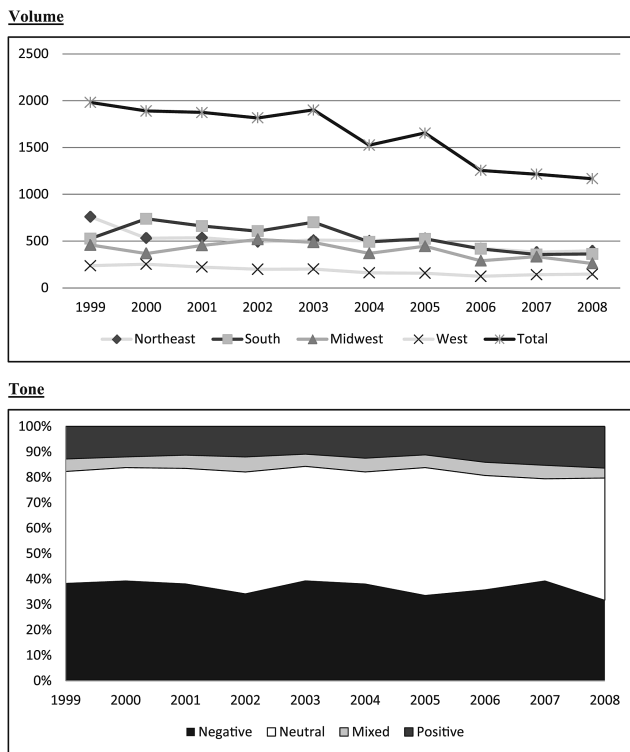 Volume
2500
2000
1500
1000
500
0
1999 2000 2001 2002 2003 2004 2005 2006 2007 2008
Northeast South Midwest West Total
Tone
100%
90%
80%
70%
60%
50%
40%
30%
20%
10%
0%
1999 2000 2001 2002 2003 2004 2005 2006 2007 2008
Negative Neutral Mixed Positive